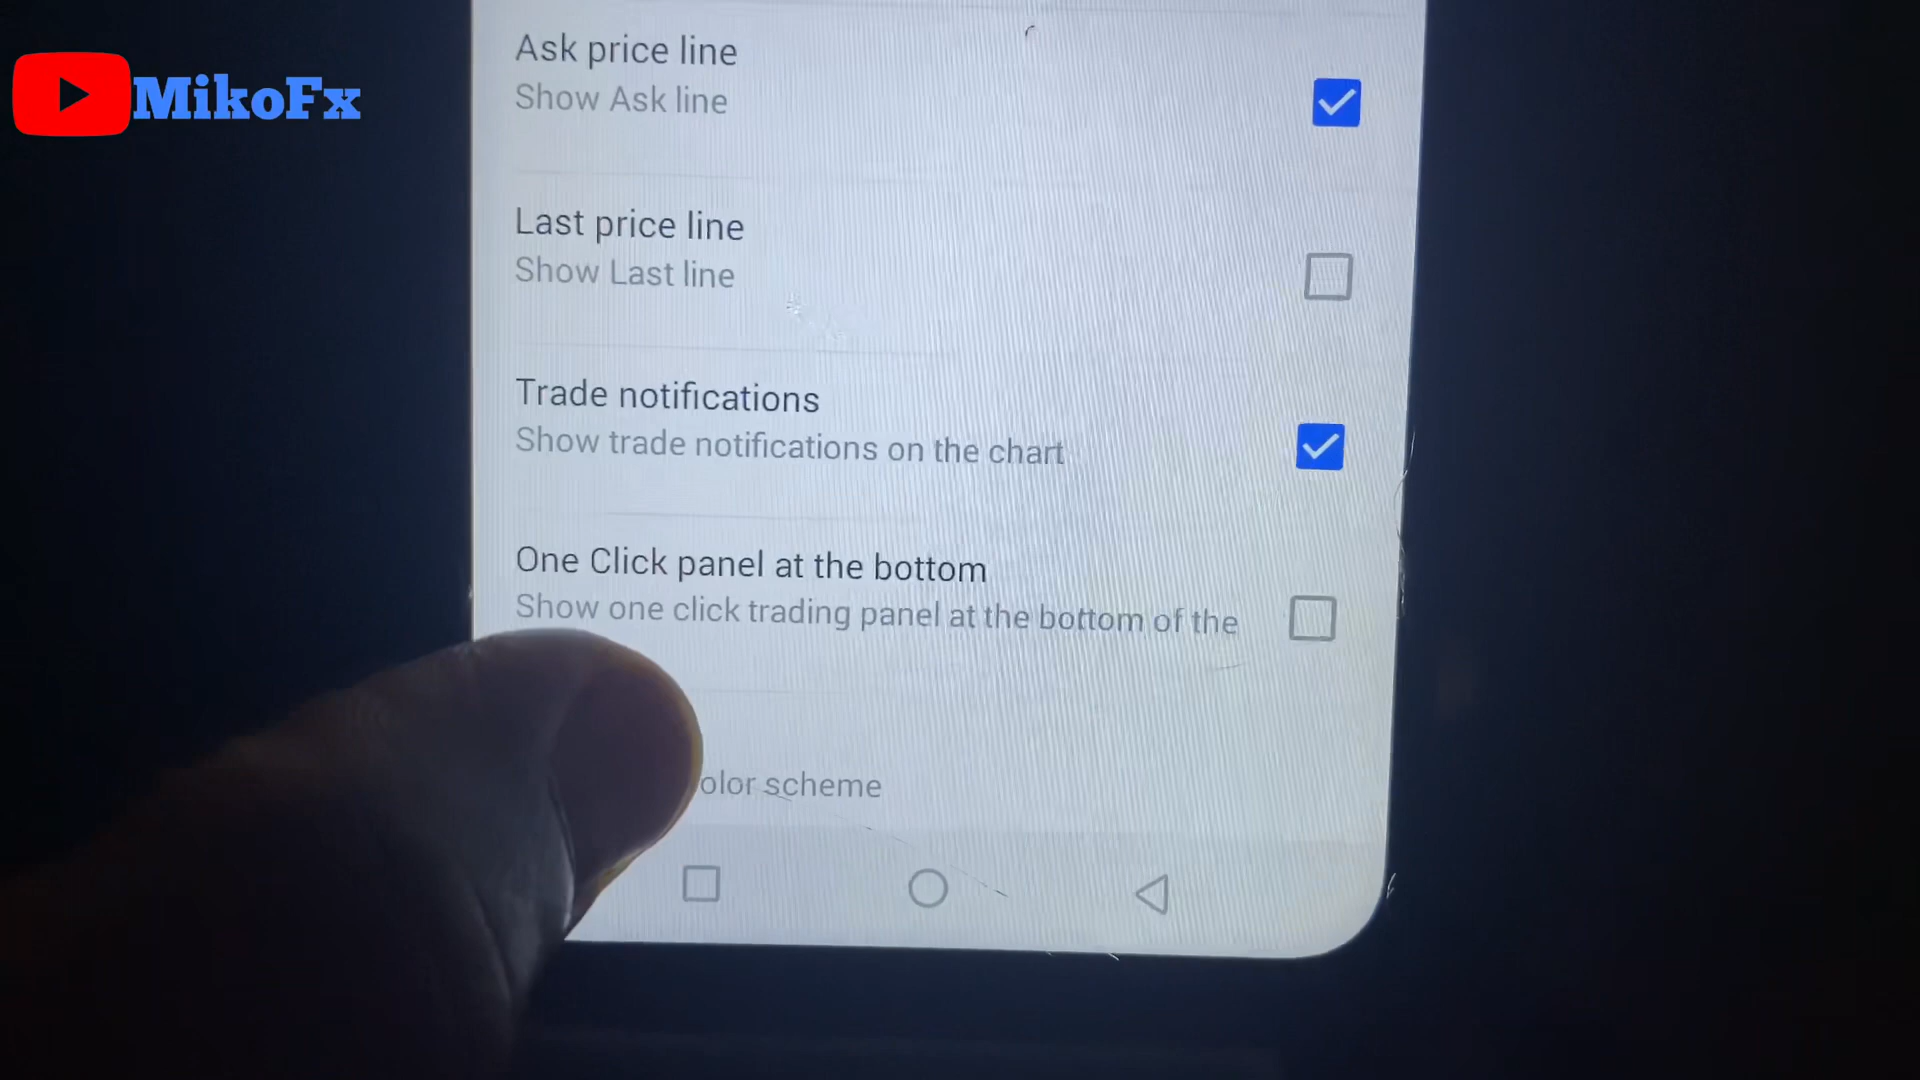 MikoFx
Ask price line
Show Ask line
Last price line
Show Last line
Trade notifications
Show trade notifications on the chart
One Click panel at the bottom
Show one click trading panel at the bottom of the
scheme